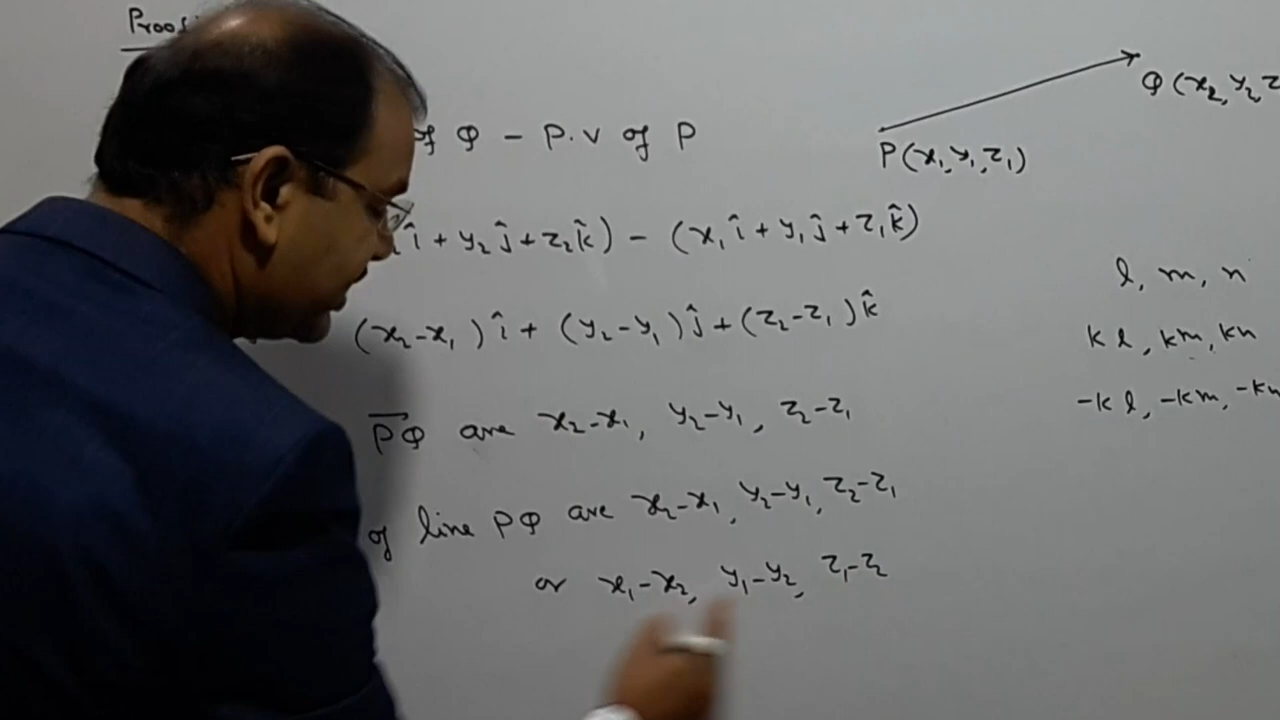 Proof
of Q - P.V of P
î + y₂ ĵ + z₂ k̂) - (x₁ î + y₁ ĵ + z₁ k̂)
(x₂-x₁) î + (y₂-y₁) ĵ + (z₂-z₁) k̂
P⃗Q⃗ are x₂-x₁, y₂-y₁, z₂-z₁
of line PQ are x₂-x₁, y₂-y₁, z₂-z₁
or x₁-x₂, y₁-y₂, z₁-z₂
Q (x₂, y₂ z
P (x₁, y₁, z₁)
l, m, n
kl, km, kn
-kl, -km, -kn